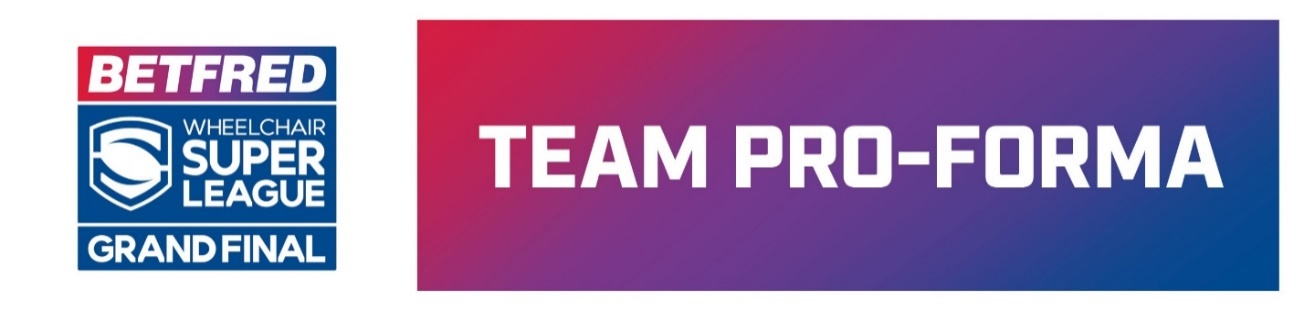 BETFRED
WHEELCHAIR
SUPER
LEAGUE
GRAND FINAL
TEAM PRO-FORMA